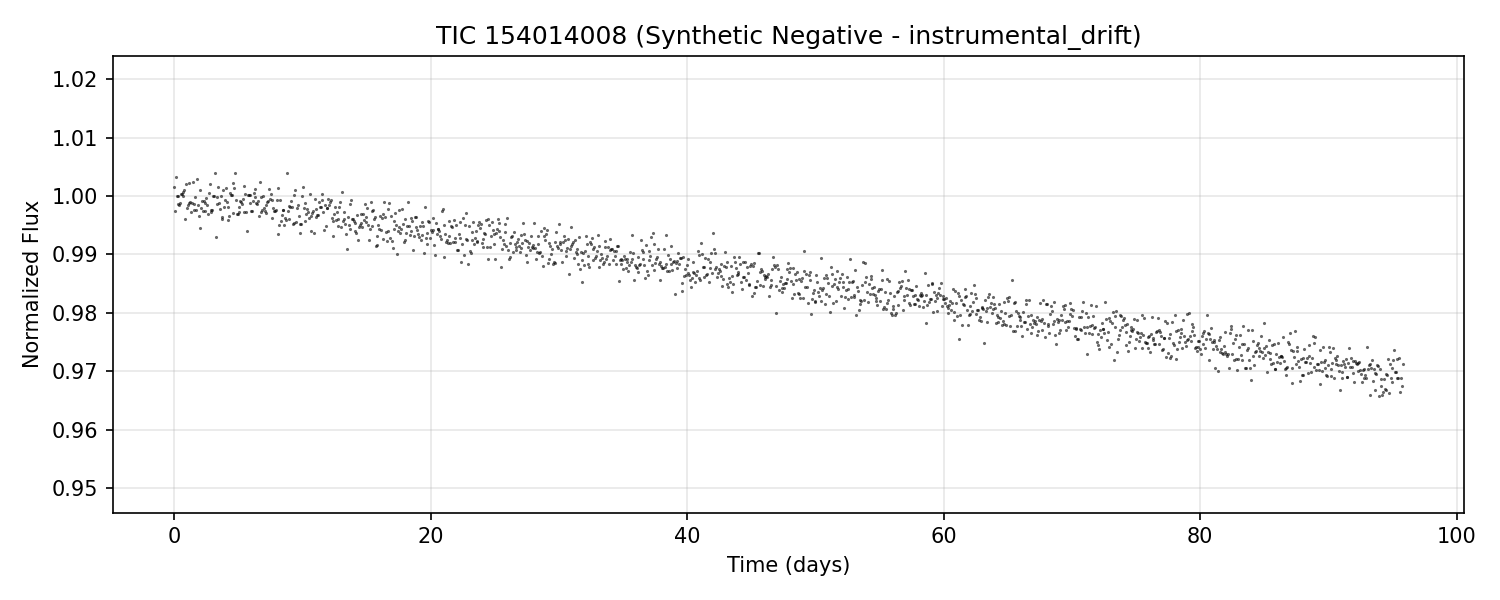 TIC 154014008 (Synthetic Negative - instrumental_drift)
1.02
1.01
1.00
0.99
0.98
0.97
0.96
0.95
Normalized Flux
0 20 40 60 80 100
Time (days)